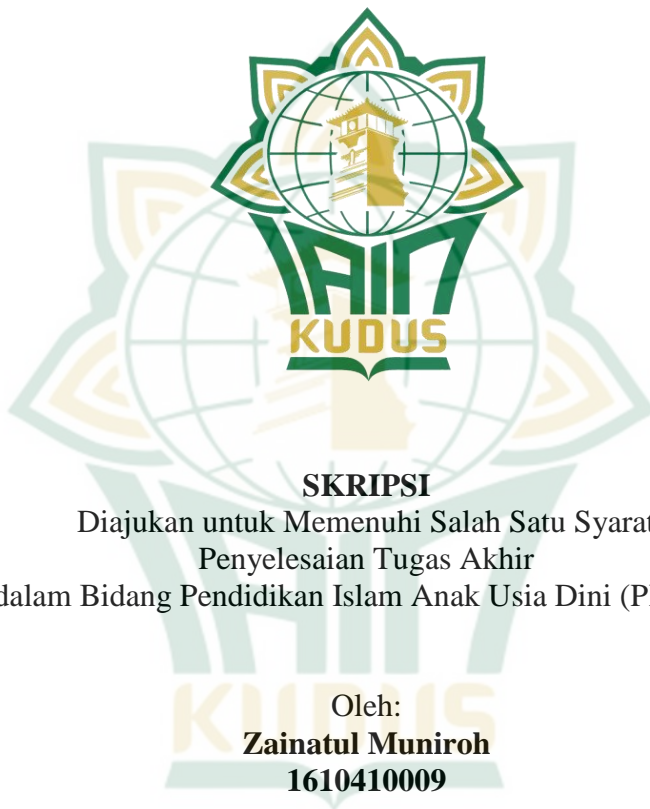 IAIN
KUDUS
SKRIPSI
Diajukan untuk Memenuhi Salah Satu Syarat
Penyelesaian Tugas Akhir
dalam Bidang Pendidikan Islam Anak Usia Dini
Oleh:
Zainatul Muniroh
1610410009
KUDUS